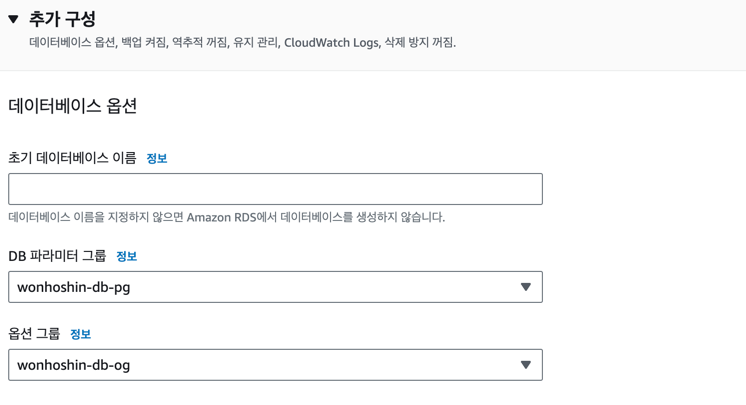 추가 구성
데이터베이스 옵션, 백업 켜짐, 역추적 꺼짐, 유지 관리, CloudWatch Logs, 삭제 방지 꺼짐.
데이터베이스 옵션
초기 데이터베이스 이름 정보
데이터베이스 이름을 지정하지 않으면 Amazon RDS에서 데이터베이스를 생성하지 않습니다.
DB 파라미터 그룹 정보
wonhoshin-db-pg
옵션 그룹 정보
wonhoshin-db-og